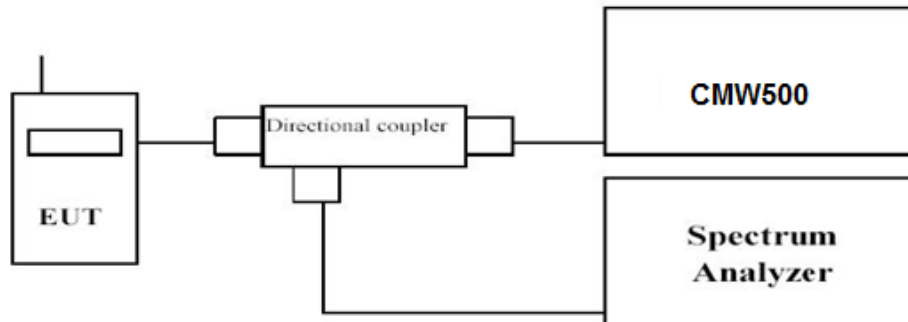 CMW500
Directional coupler
EUT
Spectrum
Analyzer